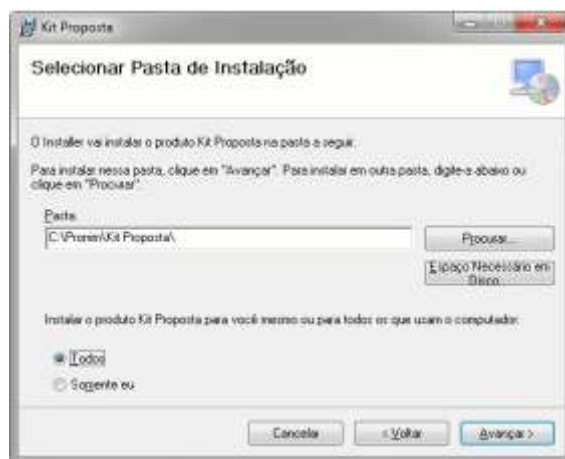 Kit Proposta
Selecionar Pasta de Instalação
O Installer vai instalar o produto Kit Proposta na pasta a seguir.
Para instalar nessa pasta, clique em "Avançar". Para instalar em outra pasta, digite-a abaixo ou
clique em "Procurar".
Pasta:
C:\Pronim\Kit Proposta\
Procurar...
Espaço Necessário em
Disco...
Instalar o produto Kit Proposta para você mesmo ou para todos os que usam o computador:
Todos
Somente eu
Cancelar
< Voltar
Avançar >